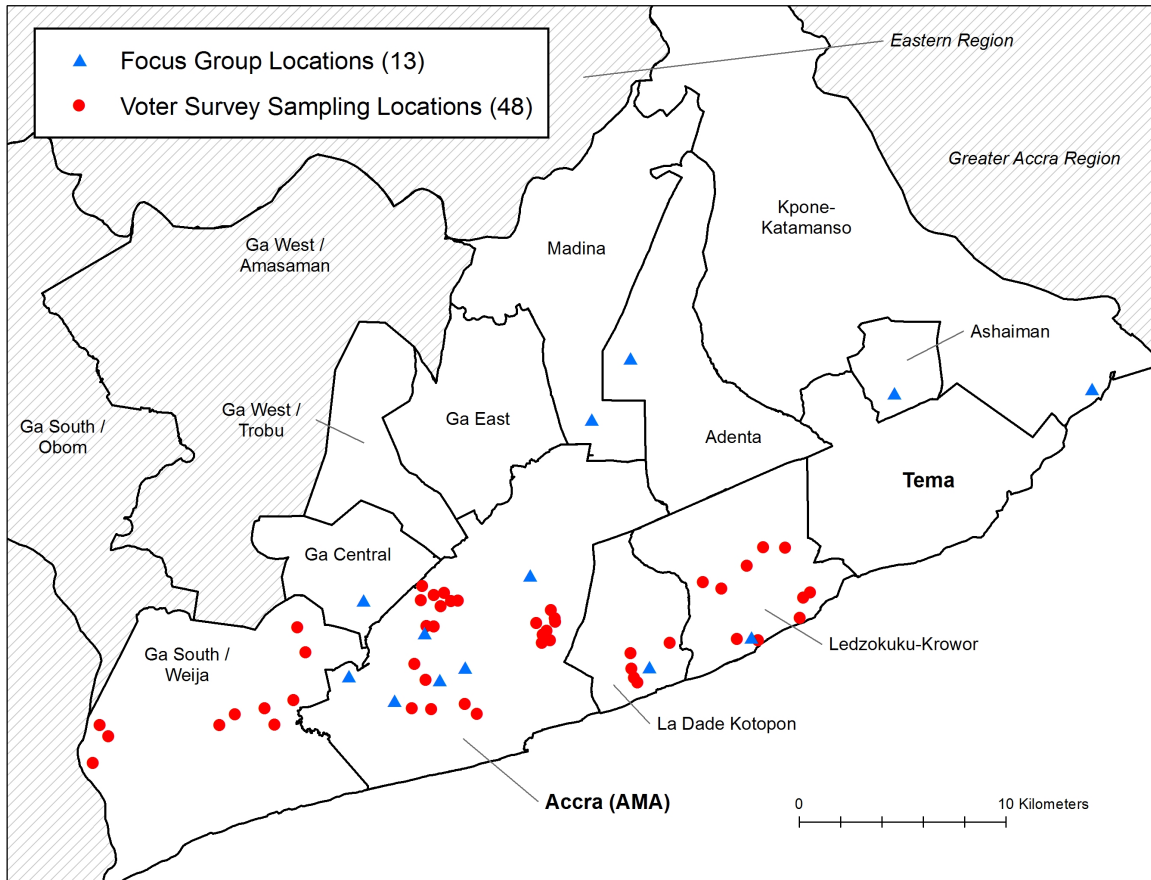 Focus Group Locations (13)
Voter Survey Sampling Locations (48)
Eastern Region
Greater Accra Region
Kpone-
Katamanso
Ga West /
Amasaman
Madina
Ashaiman
Ga West /
Trobu
Ga East
Ga South /
Obom
Adenta
Tema
Ga Central
Ga South /
Weija
Ledzokuku-Krowor
La Dade Kotopon
Accra (AMA)
0
10 Kilometers